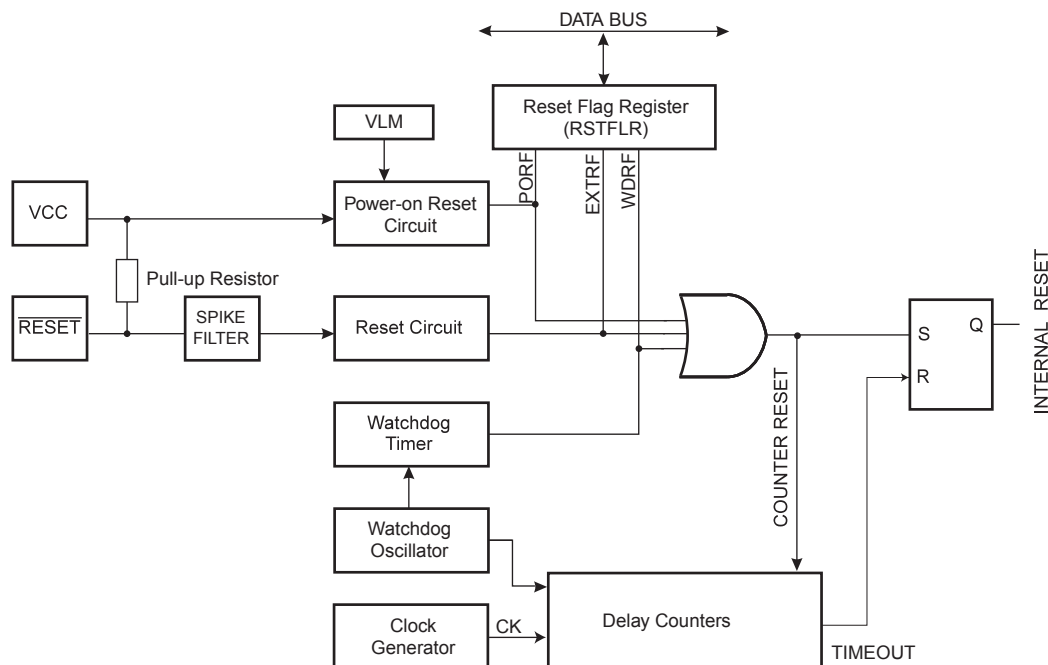 DATA BUS
Reset Flag Register
(RSTFLR)
VLM
PORF
EXTRF
WDRF
VCC
Power-on Reset
Circuit
Pull-up Resistor
RESET
SPIKE
FILTER
Reset Circuit
S
Q
R
INTERNAL RESET
Watchdog
Timer
COUNTER RESET
Watchdog
Oscillator
Clock
Generator
CK
Delay Counters
TIMEOUT